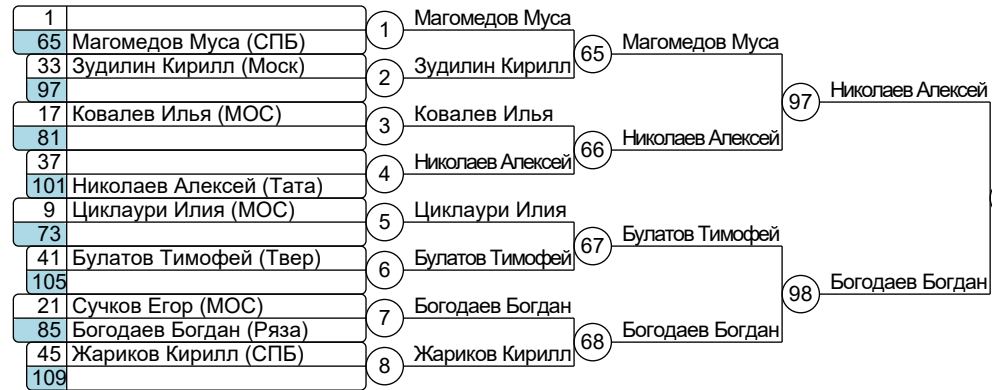 1
65 Магомедов Муса (СПБ)
33 Зудилин Кирилл (Моск)
97
17 Ковалев Илья (МОС)
81
37
101 Николаев Алексей (Тата)
9 Циклаури Илия (МОС)
73
41 Булатов Тимофей (Твер)
105
21 Сучков Егор (МОС)
85 Богодаев Богдан (Ряза)
45 Жариков Кирилл (СПБ)
109
1 Магомедов Муса
2 Зудилин Кирилл
3 Ковалев Илья
4 Николаев Алексей
5 Циклаури Илия
6 Булатов Тимофей
7 Богодаев Богдан
8 Жариков Кирилл
65 Магомедов Муса
66 Николаев Алексей
67 Булатов Тимофей
68 Богодаев Богдан
97 Николаев Алексей
98 Богодаев Богдан